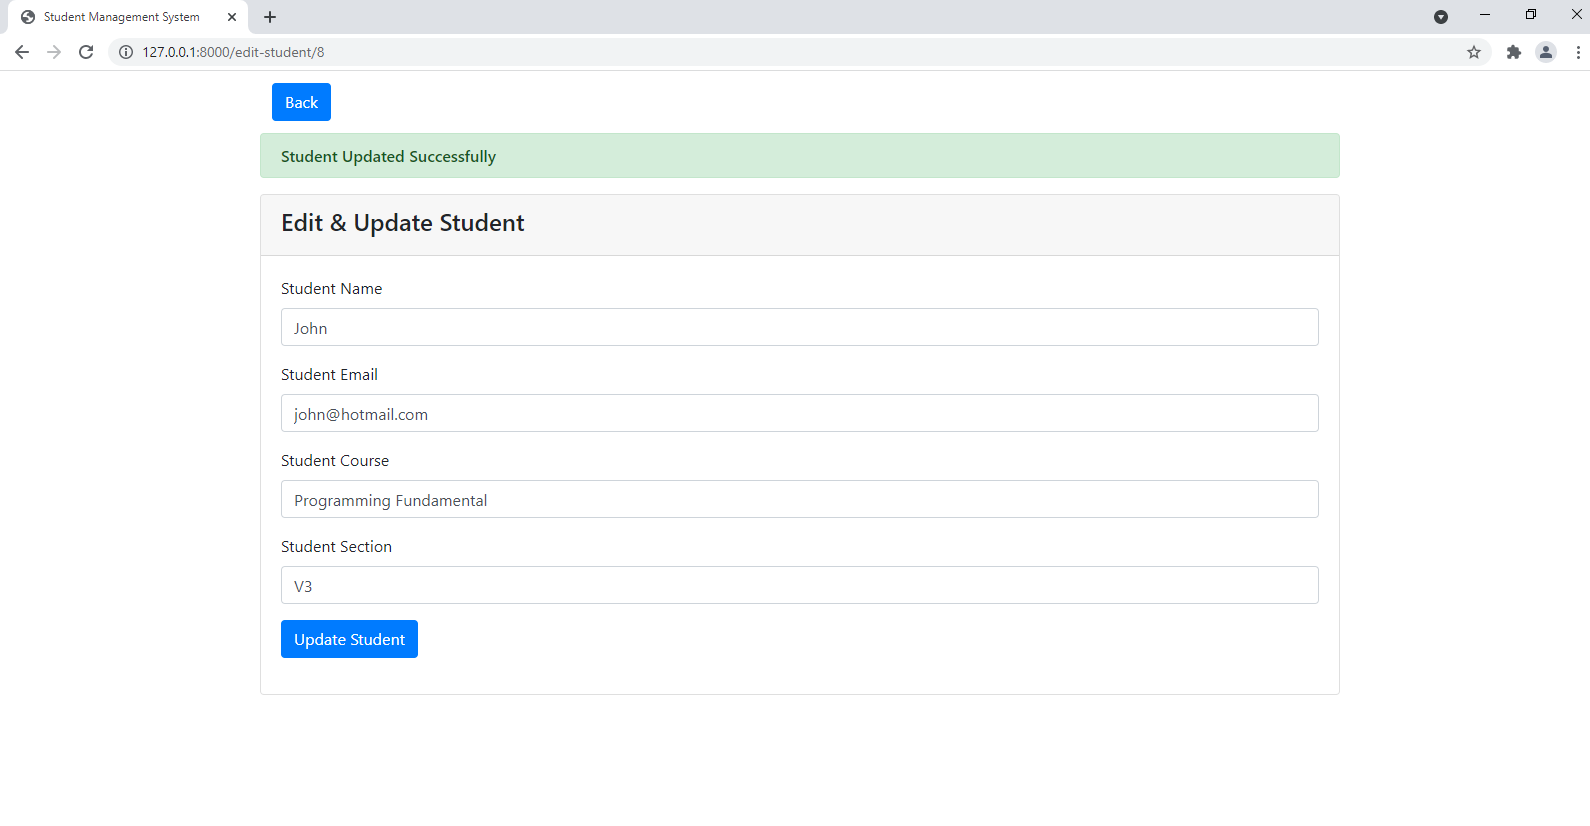 Student Management System
127.0.0.1:8000/edit-student/8
Back
Student Updated Successfully
Edit & Update Student
Student Name
John
Student Email
john@hotmail.com
Student Course
Programming Fundamental
Student Section
V3
Update Student